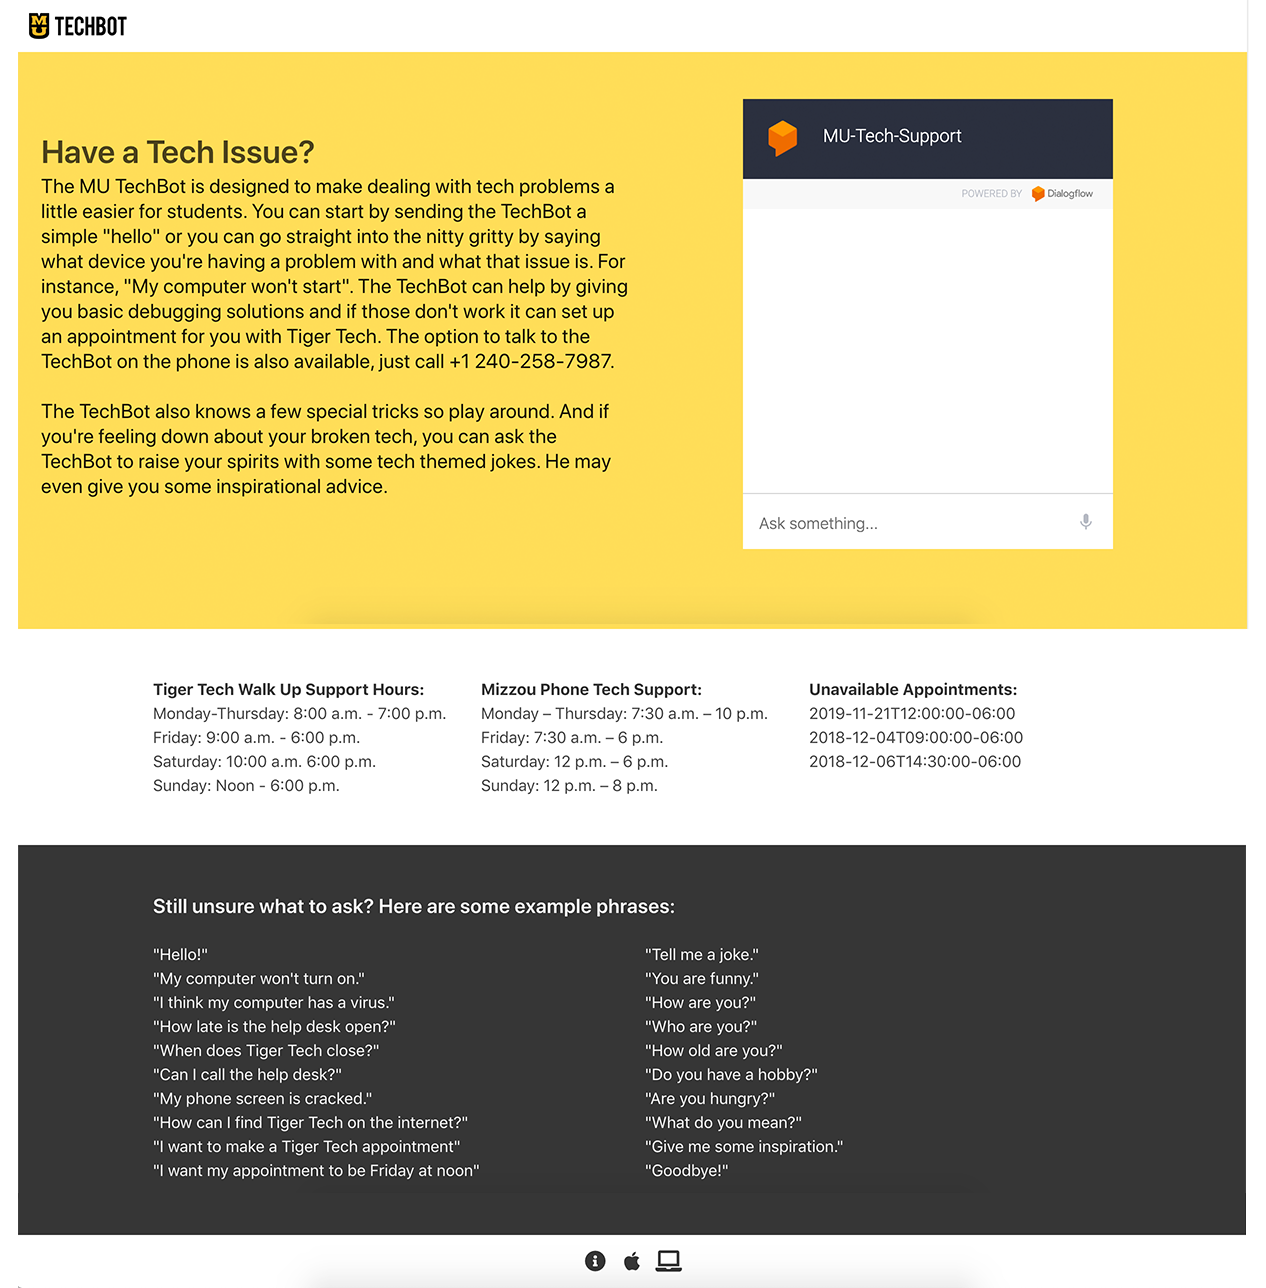 MU TECHBOT
Have a Tech Issue?
The MU TechBot is designed to make dealing with tech problems a
little easier for students. You can start by sending the TechBot a
simple "hello" or you can go straight into the nitty gritty by saying
what device you're having a problem with and what that issue is. For
instance, "My computer won't start". The TechBot can help by giving
you basic debugging solutions and if those don't work it can set up
an appointment for you with Tiger Tech. The option to talk to the
TechBot on the phone is also available, just call +1 240-258-7987.
The TechBot also knows a few special tricks so play around. And if
you're feeling down about your broken tech, you can ask the
TechBot to raise your spirits with some tech themed jokes. He may
even give you some inspirational advice.
MU-Tech-Support
POWERED BY Dialogflow
Ask something...
Tiger Tech Walk Up Support Hours:
Monday-Thursday: 8:00 a.m. - 7:00 p.m.
Friday: 9:00 a.m. - 6:00 p.m.
Saturday: 10:00 a.m. 6:00 p.m.
Sunday: Noon - 6:00 p.m.
Mizzou Phone Tech Support:
Monday – Thursday: 7:30 a.m. – 10 p.m.
Friday: 7:30 a.m. – 6 p.m.
Saturday: 12 p.m. – 6 p.m.
Sunday: 12 p.m. – 8 p.m.
Unavailable Appointments:
2019-11-21T12:00:00-06:00
2018-12-04T09:00:00-06:00
2018-12-06T14:30:00-06:00
Still unsure what to ask? Here are some example phrases:
"Hello!"
"My computer won't turn on."
"I think my computer has a virus."
"How late is the help desk open?"
"When does Tiger Tech close?"
"Can I call the help desk?"
"My phone screen is cracked."
"How can I find Tiger Tech on the internet?"
"I want to make a Tiger Tech appointment"
"I want my appointment to be Friday at noon"
"Tell me a joke."
"You are funny."
"How are you?"
"Who are you?"
"How old are you?"
"Do you have a hobby?"
"Are you hungry?"
"What do you mean?"
"Give me some inspiration."
"Goodbye!"